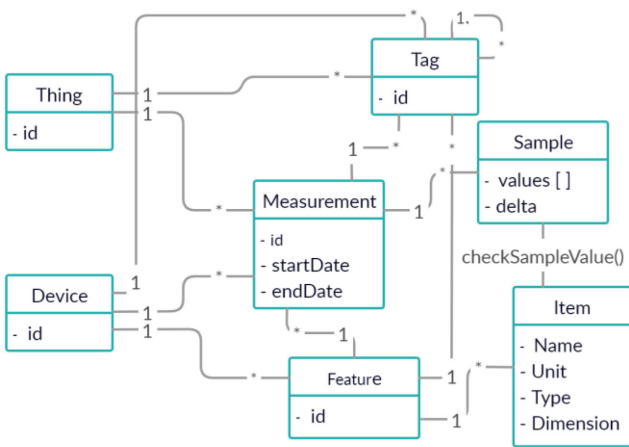 * 1.
*
Tag
- id
Thing
- id
1 *
1
Sample
- values [ ]
- delta
1 *
*
Measurement
- id
- startDate
- endDate
1 *
*
checkSampleValue()
Device
- id
1
1 *
1
Item
- Name
- Unit
- Type
- Dimension
* 1
Feature
- id
*
1
1 *